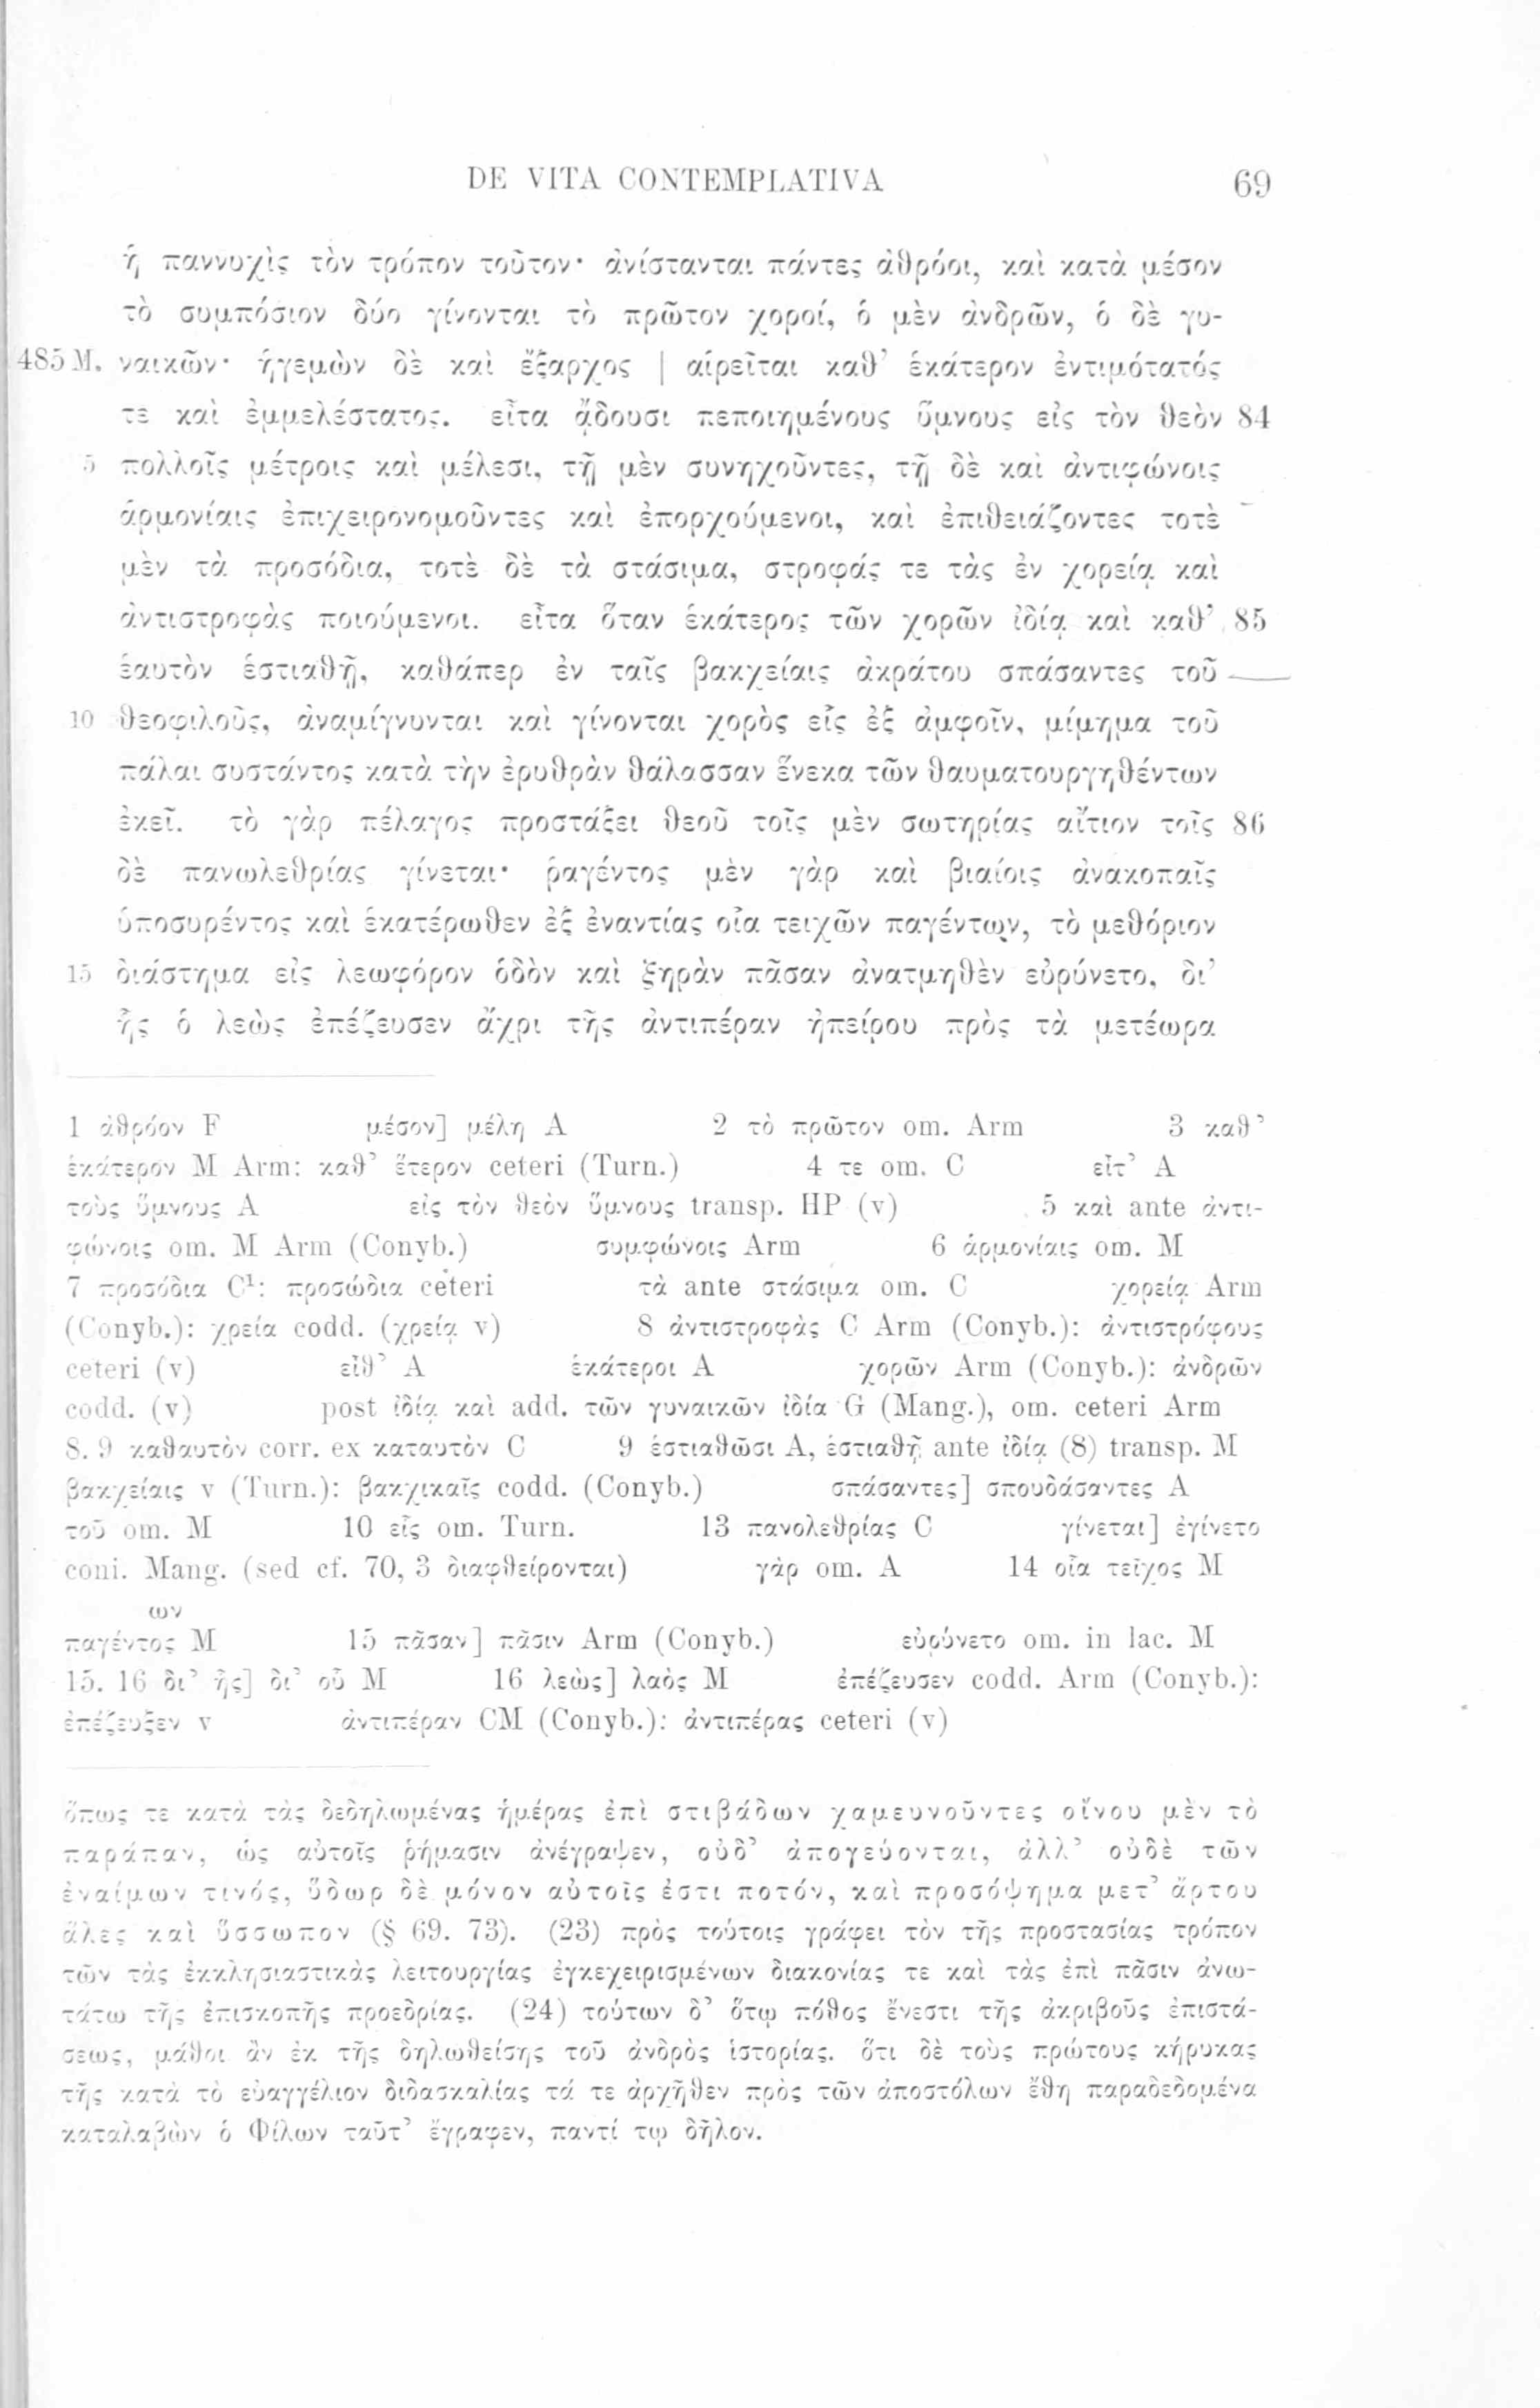 DE VITA CONTEMPLATIVA 69
ἡ παννυχὶς τὸν τρόπον τοῦτον· ἀνίστανται πάντες ἀθρόοι, καὶ κατὰ μέσον
τὸ συμπόσιον δύο γίνονται τὸ πρῶτον χοροί, ὁ μὲν ἀνδρῶν, ὁ δὲ γυ-
485 M. ναικῶν· ἡγεμὼν δὲ καὶ ἔξαρχος | αἱρεῖται καθ’ ἑκάτερον ἐντιμότατός
τε καὶ ἐμμελέστατος. εἶτα ᾄδουσι πεποιημένους ὕμνους εἰς τὸν θεὸν 84
5 πολλοῖς μέτροις καὶ μέλεσι, τῇ μὲν συνηχοῦντες, τῇ δὲ καὶ ἀντιφώνοις
ἁρμονίαις ἐπιχειρονομοῦντες καὶ ἐπορχούμενοι, καὶ ἐπιθειάζοντες τοτὲ
μὲν τὰ προσόδια, τοτὲ δὲ τὰ στάσιμα, στροφάς τε τὰς ἐν χορείᾳ καὶ
ἀντιστροφὰς ποιούμενοι. εἶτα ὅταν ἑκάτερος τῶν χορῶν ἰδίᾳ καὶ καθ’ 85
ἑαυτὸν ἑστιαθῇ, καθάπερ ἐν ταῖς βακχείαις ἀκράτου σπάσαντες τοῦ
10 θεοφιλοῦς, ἀναμίγνυνται καὶ γίνονται χορὸς εἷς ἐξ ἀμφοῖν, μίμημα τοῦ
πάλαι συστάντος κατὰ τὴν ἐρυθρὰν θάλασσαν ἕνεκα τῶν θαυματουργηθέντων
ἐκεῖ. τὸ γὰρ πέλαγος προστάξει θεοῦ τοῖς μὲν σωτηρίας αἴτιον τοῖς 86
δὲ πανωλεθρίας γίνεται· ῥαγέντος μὲν γὰρ καὶ βιαίοις ἀνακοπαῖς
ὑποσυρέντος καὶ ἑκατέρωθεν ἐξ ἐναντίας οἷα τειχῶν παγέντων, τὸ μεθόριον
15 διάστημα εἰς λεωφόρον ὁδὸν καὶ ξηρὰν πᾶσαν ἀνατμηθὲν εὐρύνετο, δι’
ἧς ὁ λεὼς ἐπέζευσεν ἄχρι τῆς ἀντιπέραν ἠπείρου πρὸς τὰ μετέωρα
1 ἀθρόον F μέσον] μέλη A 2 τὸ πρῶτον om. Arm 3 καθ’
ἑκάτερον M Arm: καθ’ ἕτερον ceteri (Turn.) 4 τε om. C εἶτ’ A
τοὺς ὕμνους A εἰς τὸν θεὸν ὕμνους transp. HP (v) 5 καὶ ante ἀντι-
φώνοις om. M Arm (Conyb.) συμφώνοις Arm 6 ἁρμονίαις om. M
7 προσόδια C¹: προσώδια ceteri τὰ ante στάσιμα om. C χορείᾳ Arm
(Conyb.): χρεία codd. (χρείᾳ v) 8 ἀντιστροφὰς C Arm (Conyb.): ἀντιστρόφους
ceteri (v) εἶθ’ A ἑκάτεροι A χορῶν Arm (Conyb.): ἀνδρῶν
codd. (v) post ἰδίᾳ καὶ add. τῶν γυναικῶν ἰδία G (Mang.), om. ceteri Arm
8. 9 καθαυτὸν corr. ex καταυτὸν C 9 ἑστιαθῶσι A, ἑστιαθῇ ante ἰδίᾳ (8) transp. M
βακχείαις v (Turn.): βακχικαῖς codd. (Conyb.) σπάσαντες] σπουδάσαντες A
τοῦ om. M 10 εἷς om. Turn. 13 πανολεθρίας C γίνεται] ἐγίνετο
coni. Mang. (sed cf. 70, 3 διαφθείρονται) γὰρ om. A 14 οἷα τεῖχος M
ων
παγέντος M 15 πᾶσαν] πᾶσιν Arm (Conyb.) εὐρύνετο om. in lac. M
15. 16 δι’ ἧς] δι’ οὗ M 16 λεὼς] λαὸς M ἐπέζευσεν codd. Arm (Conyb.):
ἐπέζευξεν v ἀντιπέραν CM (Conyb.): ἀντιπέρας ceteri (v)
ὅπως τε κατὰ τὰς δεδηλωμένας ἡμέρας ἐπὶ στιβάδων χαμευνοῦντες οἴνου μὲν τὸ
παράπαν, ὡς αὐτοῖς ῥήμασιν ἀνέγραψεν, οὐδ’ ἀπογεύονται, ἀλλ’ οὐδὲ τῶν
ἐναίμων τινός, ὕδωρ δὲ μόνον αὐτοῖς ἐστι ποτόν, καὶ προσόψημα μετ’ ἄρτου
ἅλες καὶ ὕσσωπον (§ 69. 73). (23) πρὸς τούτοις γράφει τὸν τῆς προστασίας τρόπον
τῶν τὰς ἐκκλησιαστικὰς λειτουργίας ἐγκεχειρισμένων διακονίας τε καὶ τὰς ἐπὶ πᾶσιν ἀνω-
τάτω τῆς ἐπισκοπῆς προεδρίας. (24) τούτων δ’ ὅτῳ πόθος ἔνεστι τῆς ἀκριβοῦς ἐπιστά-
σεως, μάθοι ἂν ἐκ τῆς δηλωθείσης τοῦ ἀνδρὸς ἱστορίας. ὅτι δὲ τοὺς πρώτους κήρυκας
τῆς κατὰ τὸ εὐαγγέλιον διδασκαλίας τά τε ἀρχῆθεν πρὸς τῶν ἀποστόλων ἔθη παραδεδομένα
καταλαβὼν ὁ Φίλων ταῦτ’ ἔγραφεν, παντί τῳ δῆλον.